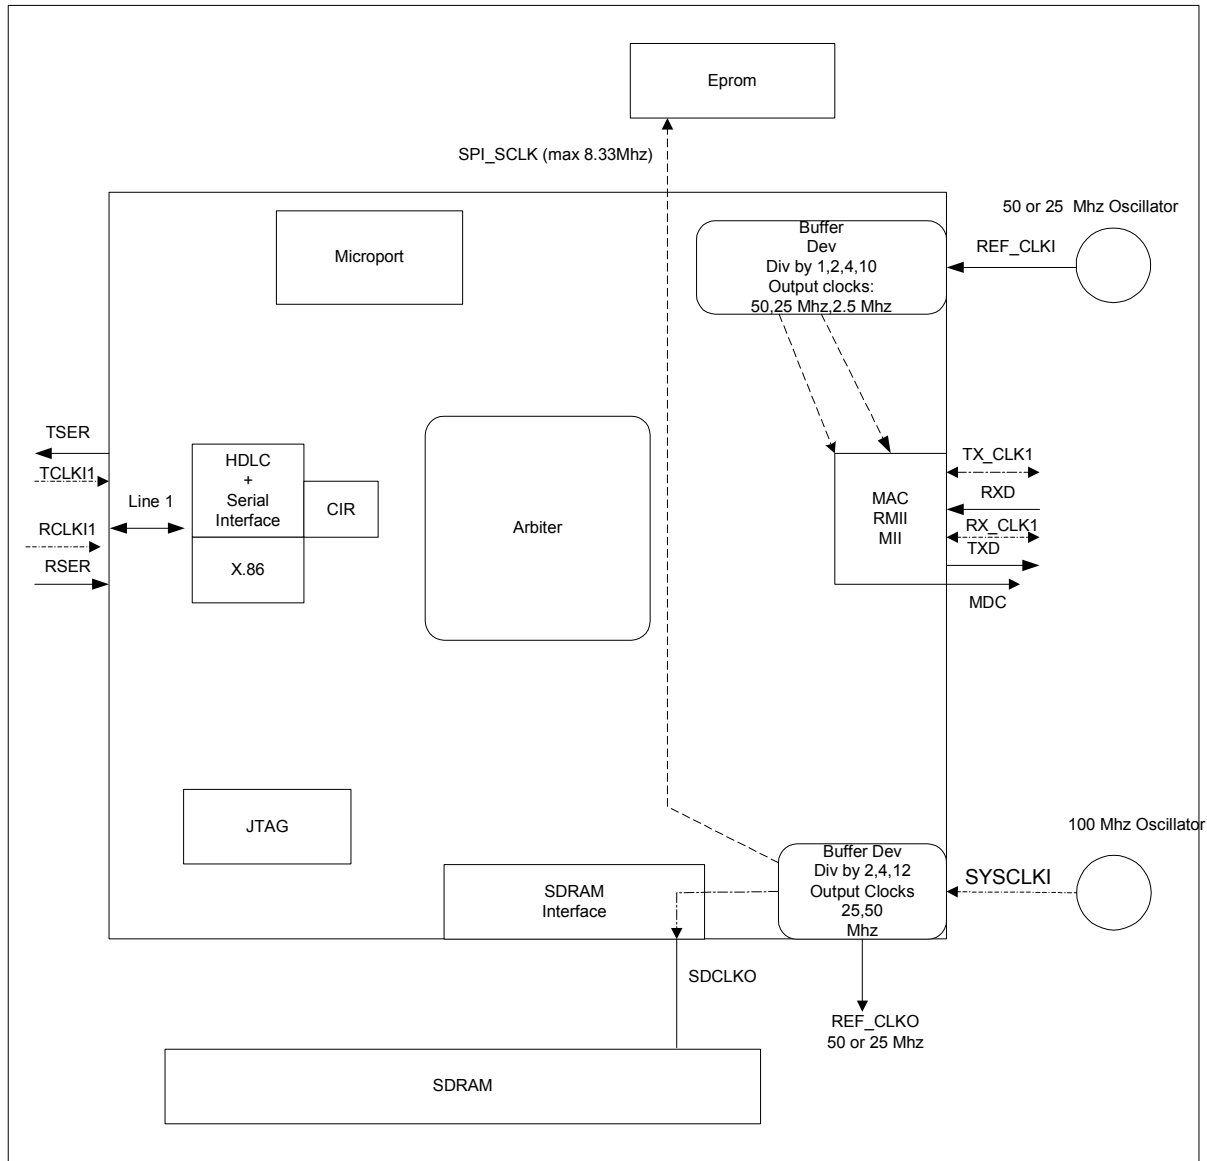 Eprom
SPI_SCLK (max 8.33Mhz)
50 or 25 Mhz Oscillator
REF_CLKI
Buffer
Dev
Div by 1,2,4,10
Output clocks:
50,25 Mhz,2.5 Mhz
Microport
TSER
TCLKI1
Line 1
RCLKI1
RSER
HDLC
+
Serial
Interface
CIR
X.86
Arbiter
MAC
RMII
MII
TX_CLK1
RXD
RX_CLK1
TXD
MDC
JTAG
SDRAM
Interface
Buffer Dev
Div by 2,4,12
Output Clocks
25,50
Mhz
100 Mhz Oscillator
SYSCLKI
SDCLKO
REF_CLKO
50 or 25 Mhz
SDRAM